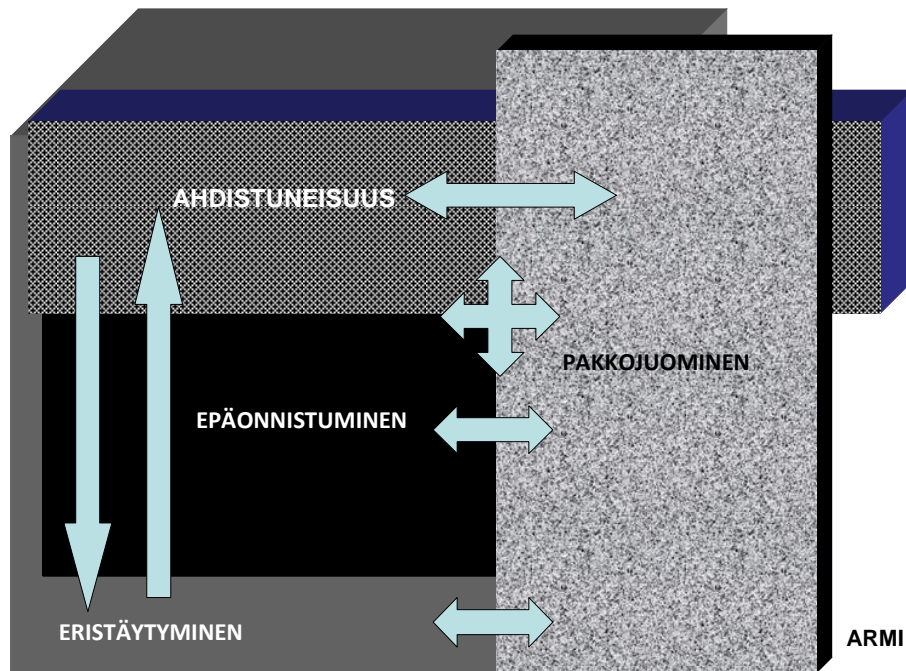 AHDISTUNEISUUS
PAKKOJUOMINEN
EPÄONNISTUMINEN
ERISTÄYTYMINEN
ARMI